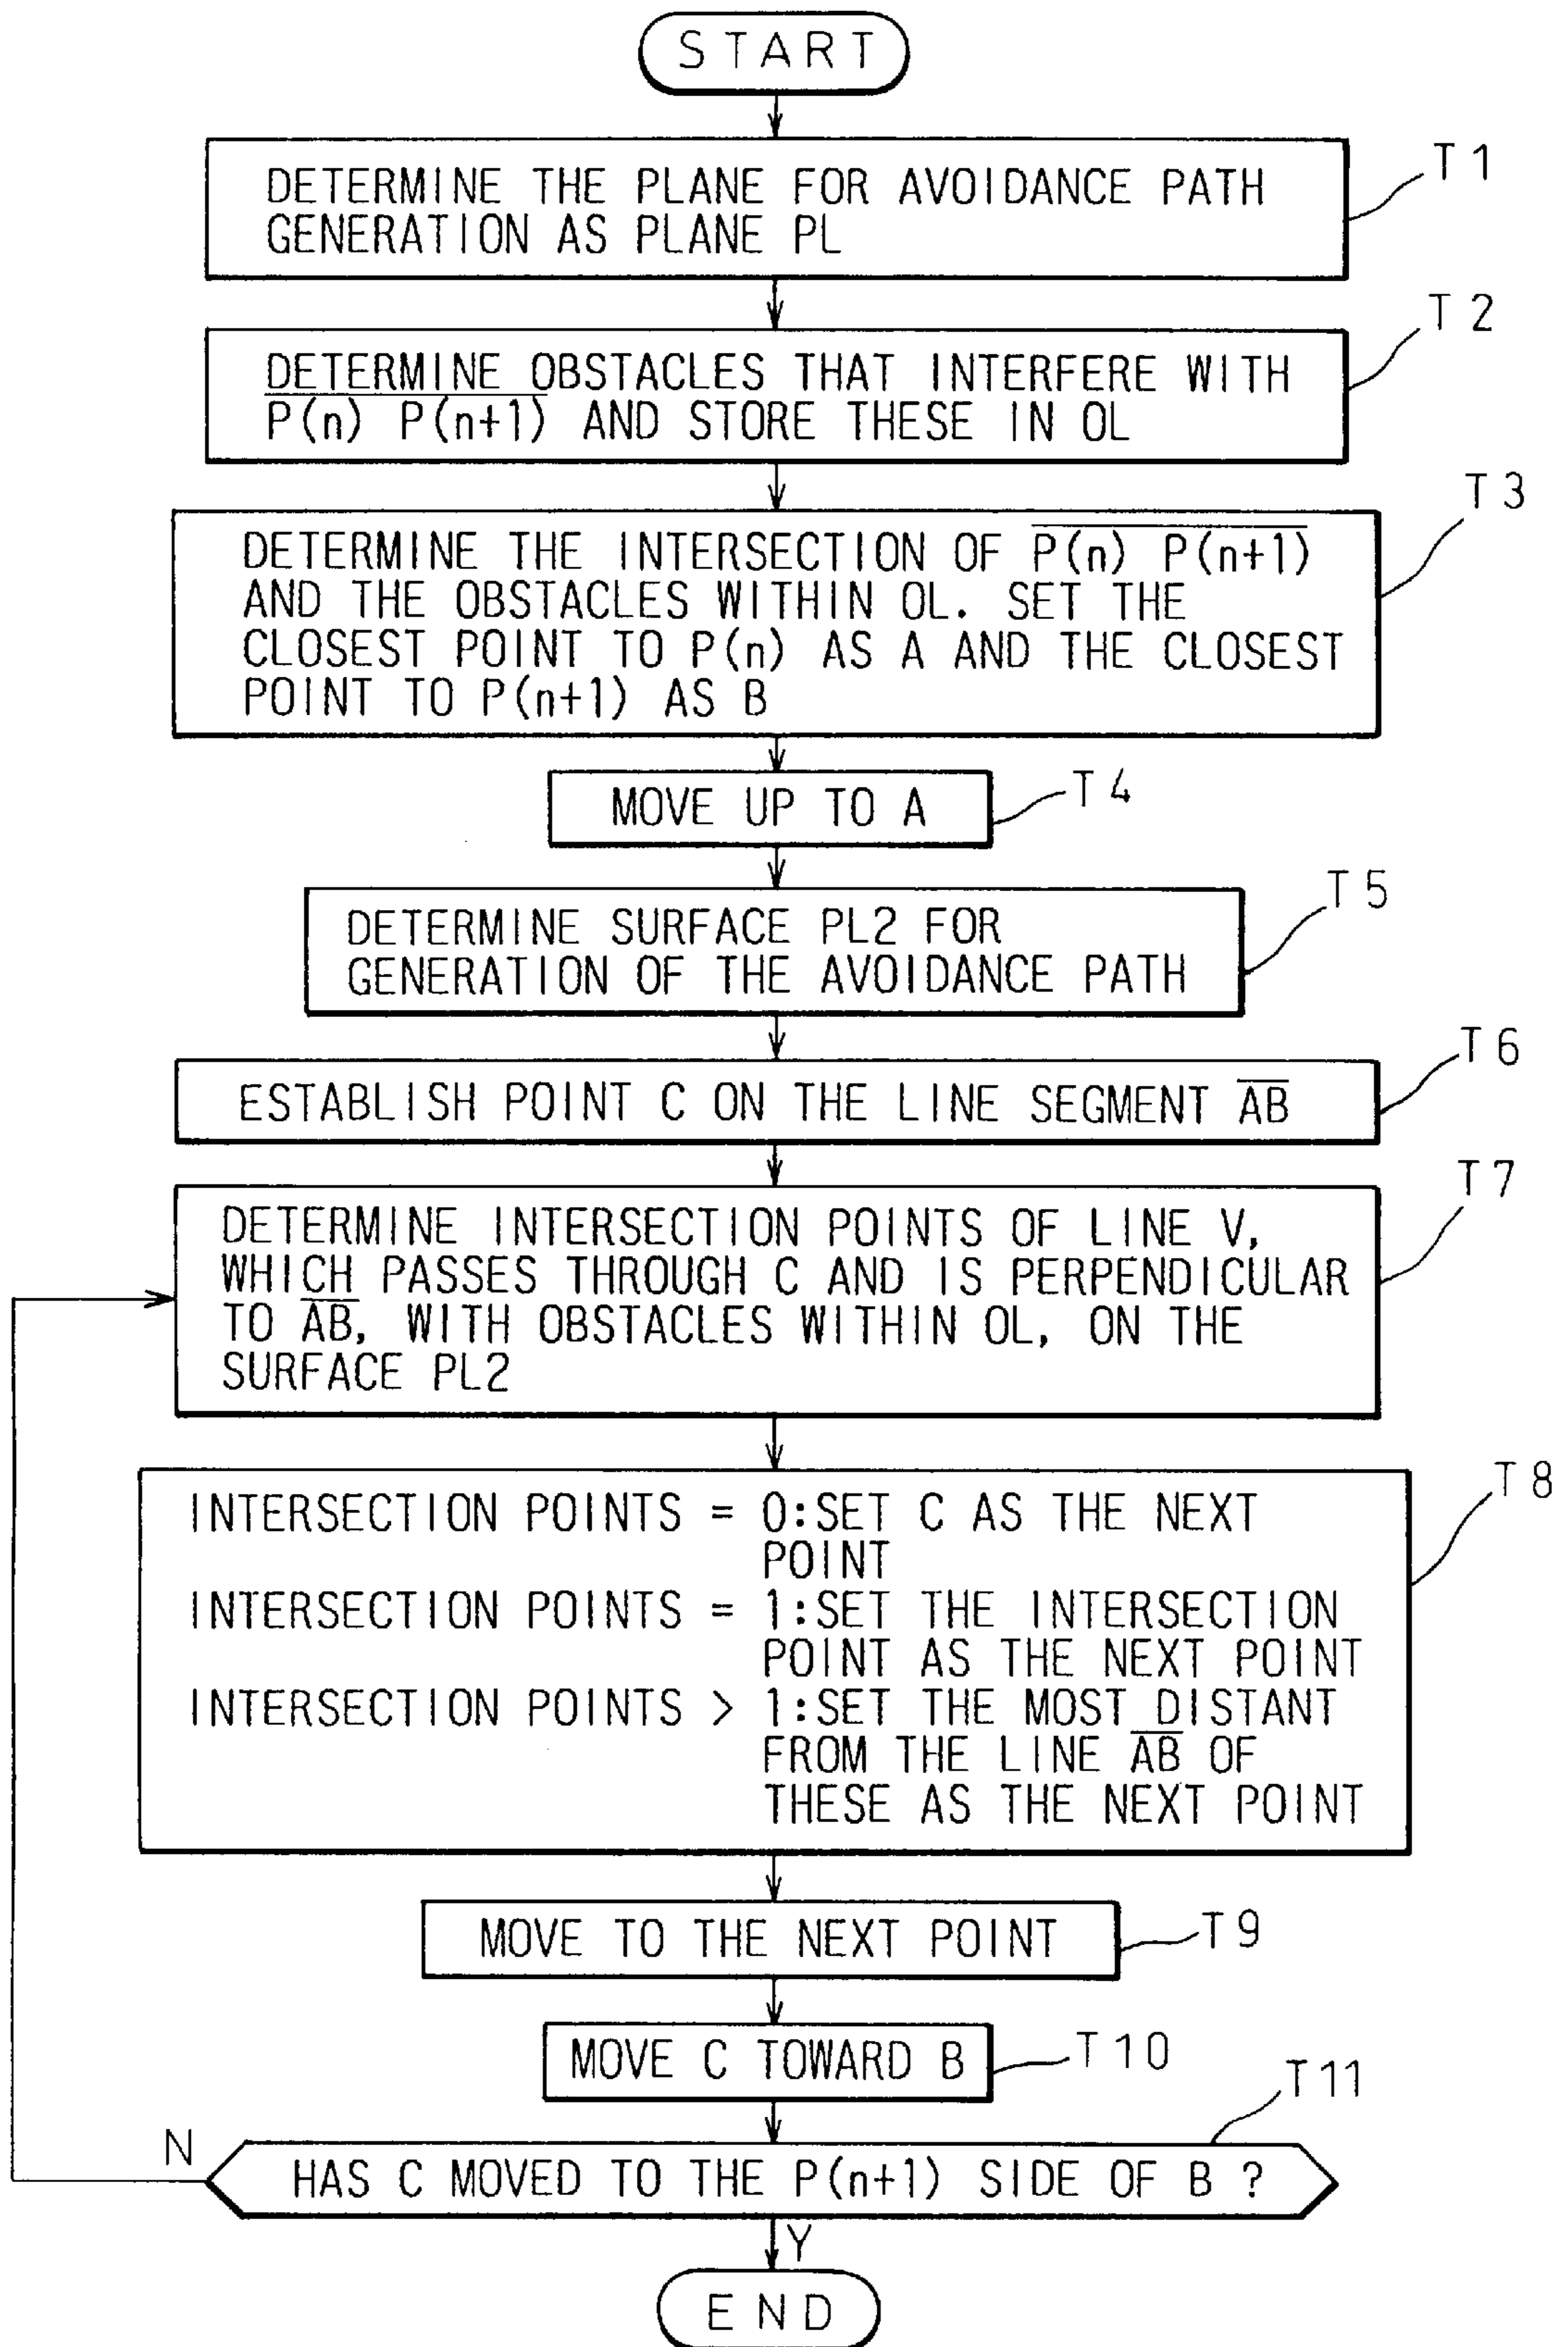 START
T1
DETERMINE THE PLANE FOR AVOIDANCE PATH
GENERATION AS PLANE PL
T2
DETERMINE OBSTACLES THAT INTERFERE WITH
P(n) P(n+1) AND STORE THESE IN OL
T3
DETERMINE THE INTERSECTION OF P(n) P(n+1)
AND THE OBSTACLES WITHIN OL. SET THE
CLOSEST POINT TO P(n) AS A AND THE CLOSEST
POINT TO P(n+1) AS B
T4
MOVE UP TO A
T5
DETERMINE SURFACE PL2 FOR
GENERATION OF THE AVOIDANCE PATH
T6
ESTABLISH POINT C ON THE LINE SEGMENT AB
T7
DETERMINE INTERSECTION POINTS OF LINE V,
WHICH PASSES THROUGH C AND IS PERPENDICULAR
TO AB, WITH OBSTACLES WITHIN OL, ON THE
SURFACE PL2
T8
INTERSECTION POINTS = 0:SET C AS THE NEXT
POINT
INTERSECTION POINTS = 1:SET THE INTERSECTION
POINT AS THE NEXT POINT
INTERSECTION POINTS > 1:SET THE MOST DISTANT
FROM THE LINE AB OF
THESE AS THE NEXT POINT
MOVE TO THE NEXT POINT
T9
MOVE C TOWARD B
T10
T11
N
HAS C MOVED TO THE P(n+1) SIDE OF B ?
Y
END